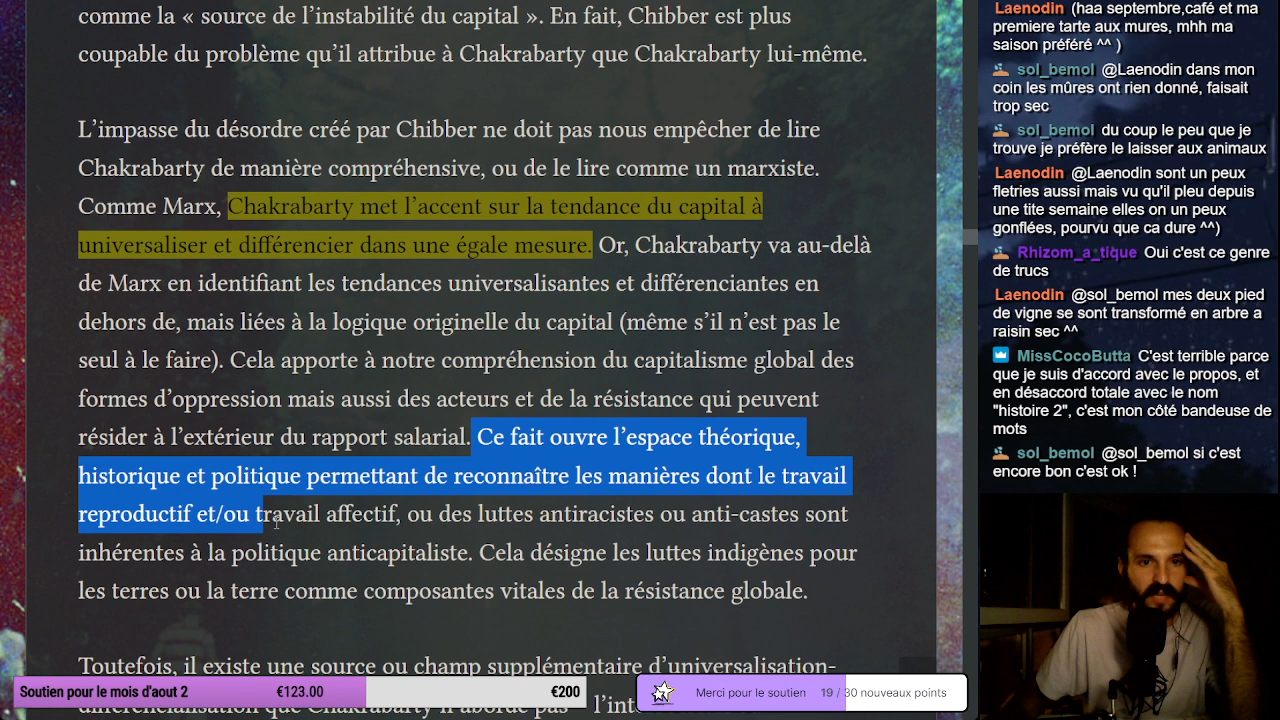 comme la « source de l’instabilité du capital ». En fait, Chibber est plus
coupable du problème qu’il attribue à Chakrabarty que Chakrabarty lui-même.
L’impasse du désordre créé par Chibber ne doit pas nous empêcher de lire
Chakrabarty de manière compréhensive, ou de le lire comme un marxiste.
Comme Marx, Chakrabarty met l’accent sur la tendance du capital à
universaliser et différencier dans une égale mesure. Or, Chakrabarty va au-delà
de Marx en identifiant les tendances universalisantes et différenciantes en
dehors de, mais liées à la logique originelle du capital (même s’il n’est pas le
seul à le faire). Cela apporte à notre compréhension du capitalisme global des
formes d’oppression mais aussi des acteurs et de la résistance qui peuvent
résider à l’extérieur du rapport salarial. Ce fait ouvre l’espace théorique,
historique et politique permettant de reconnaître les manières dont le travail
reproductif et/ou travail affectif, ou des luttes antiracistes ou anti-castes sont
inhérentes à la politique anticapitaliste. Cela désigne les luttes indigènes pour
les terres ou la terre comme composantes vitales de la résistance globale.
Toutefois, il existe une source ou champ supplémentaire d’universalisation-
Soutien pour le mois d'aout 2 €123.00 €200
Merci pour le soutien 19 / 30 nouveaux points
Laenodin (haa septembre,café et ma
premiere tarte aux mures, mhh ma
saison préféré ^^ )
sol_bemol @Laenodin dans mon
coin les mûres ont rien donné, faisait
trop sec
sol_bemol du coup le peu que je
trouve je préfère le laisser aux animaux
Laenodin @Laenodin sont un peux
fletries aussi mais vu qu'il pleu depuis
une tite semaine elles on un peux
gonflées, pourvu que ca dure ^^)
Rhizom_a_tique Oui c'est ce genre
de trucs
Laenodin @sol_bemol mes deux pied
de vigne se sont transformé en arbre a
raisin sec ^^
MissCocoButta C'est terrible parce
que je suis d'accord avec le propos, et
en désaccord totale avec le nom
"histoire 2", c'est mon côté bandeuse de
mots
sol_bemol @sol_bemol si c'est
encore bon c'est ok !